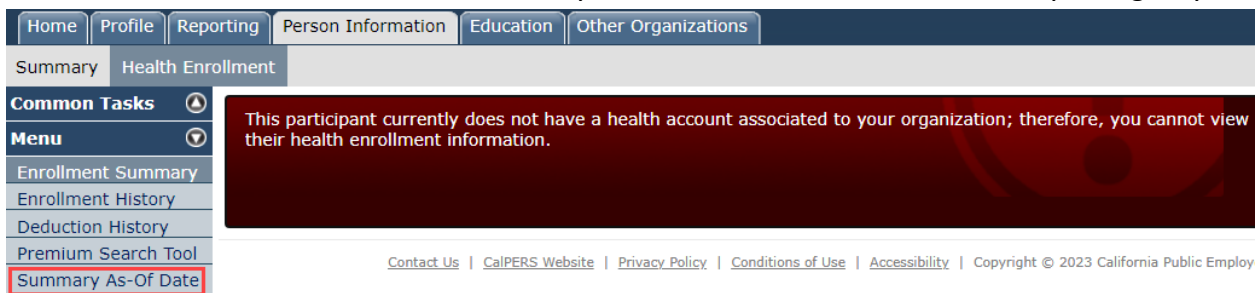 Home Profile Reporting Person Information Education Other Organizations
Summary Health Enrollment
Common Tasks
Menu
Enrollment Summary
Enrollment History
Deduction History
Premium Search Tool
Summary As-Of Date
This participant currently does not have a health account associated to your organization; therefore, you cannot view
their health enrollment information.
Contact Us | CalPERS Website | Privacy Policy | Conditions of Use | Accessibility | Copyright © 2023 California Public Employ